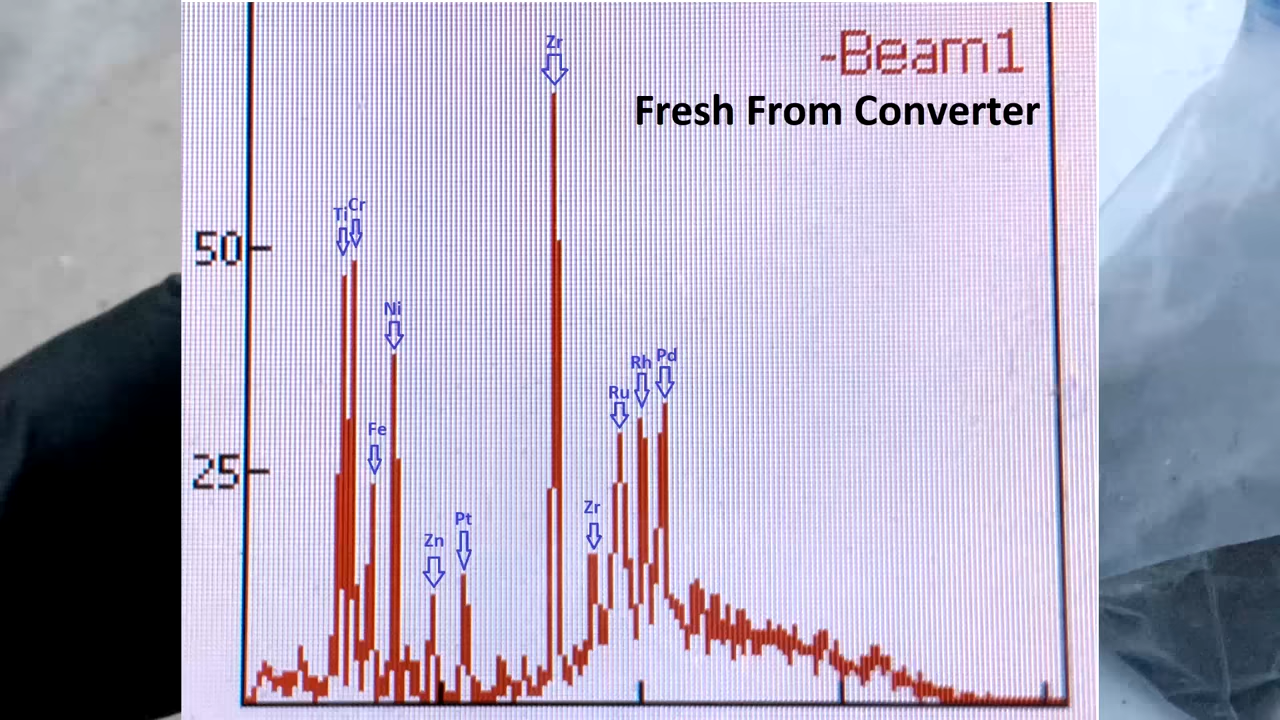 -Beam1
Fresh From Converter
Zr
Ti Cr
50
Ni
Rh Pd
Ru
Fe
25
Zr
Pt
Zn